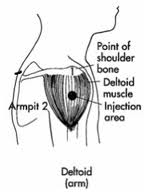 Point of
shoulder
bone
Deltoid
muscle
Injection
area
Armpit 2
Deltoid
(arm)